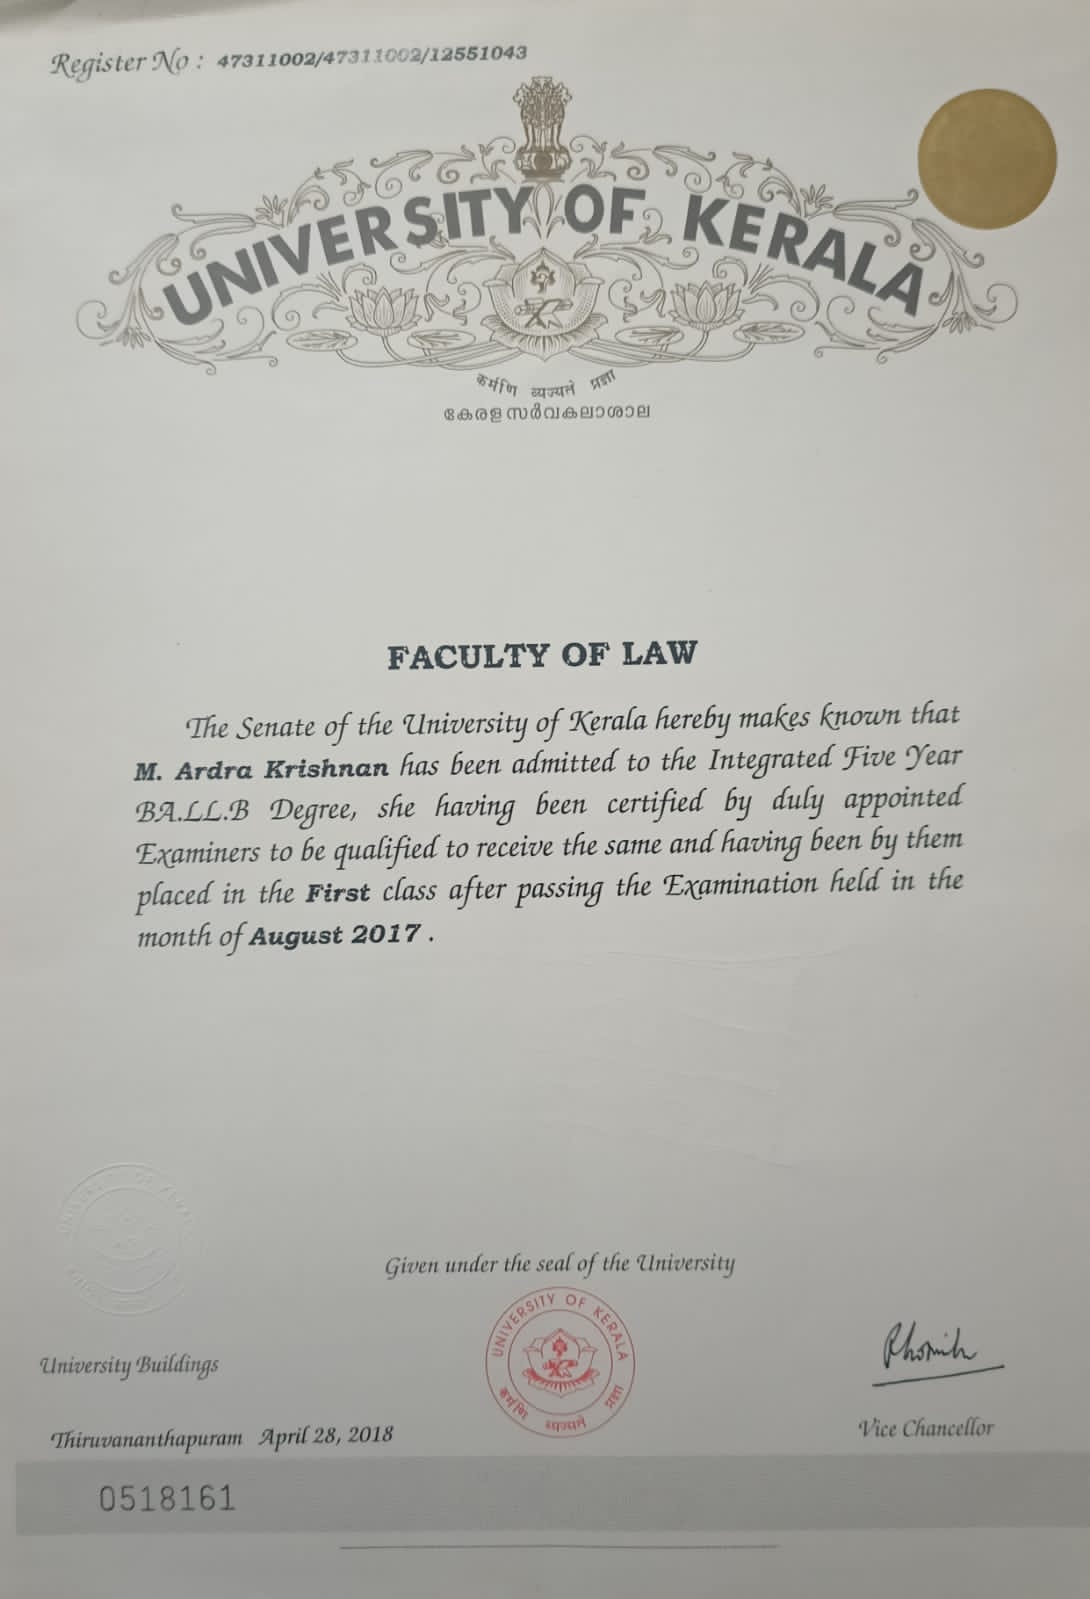 Register No : 47311002/47311002/12551043
UNIVERSITY OF KERALA
कर्मणि व्यज्यते प्रज्ञा
കേരള സർവകലാശാല
FACULTY OF LAW
The Senate of the University of Kerala hereby makes known that
M. Ardra Krishnan has been admitted to the Integrated Five Year
BA.LL.B Degree, she having been certified by duly appointed
Examiners to be qualified to receive the same and having been by them
placed in the First class after passing the Examination held in the
month of August 2017 .
Given under the seal of the University
UNIVERSITY OF KERALA
कर्मणि व्यज्यते प्रज्ञा
University Buildings
Thiruvananthapuram April 28, 2018
Vice Chancellor
0518161